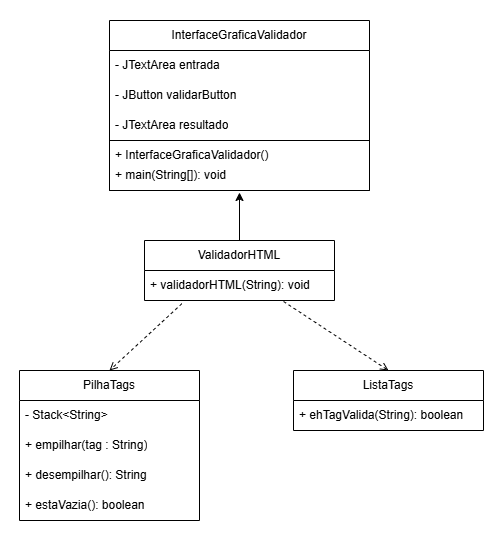 InterfaceGraficaValidador
- JTextArea entrada
- JButton validarButton
- JTextArea resultado
+ InterfaceGraficaValidador()
+ main(String[]): void
ValidadorHTML
+ validadorHTML(String): void
PilhaTags
- Stack<String>
+ empilhar(tag : String)
+ desempilhar(): String
+ estaVazia(): boolean
ListaTags
+ ehTagValida(String): boolean